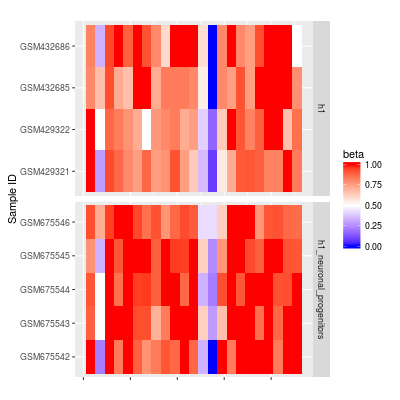 GSM432686
GSM432685
GSM429322
GSM429321
h1
GSM675546
GSM675545
GSM675544
GSM675543
GSM675542
h1_neuronal_progenitors
Sample ID
beta
1.00
0.75
0.50
0.25
0.00